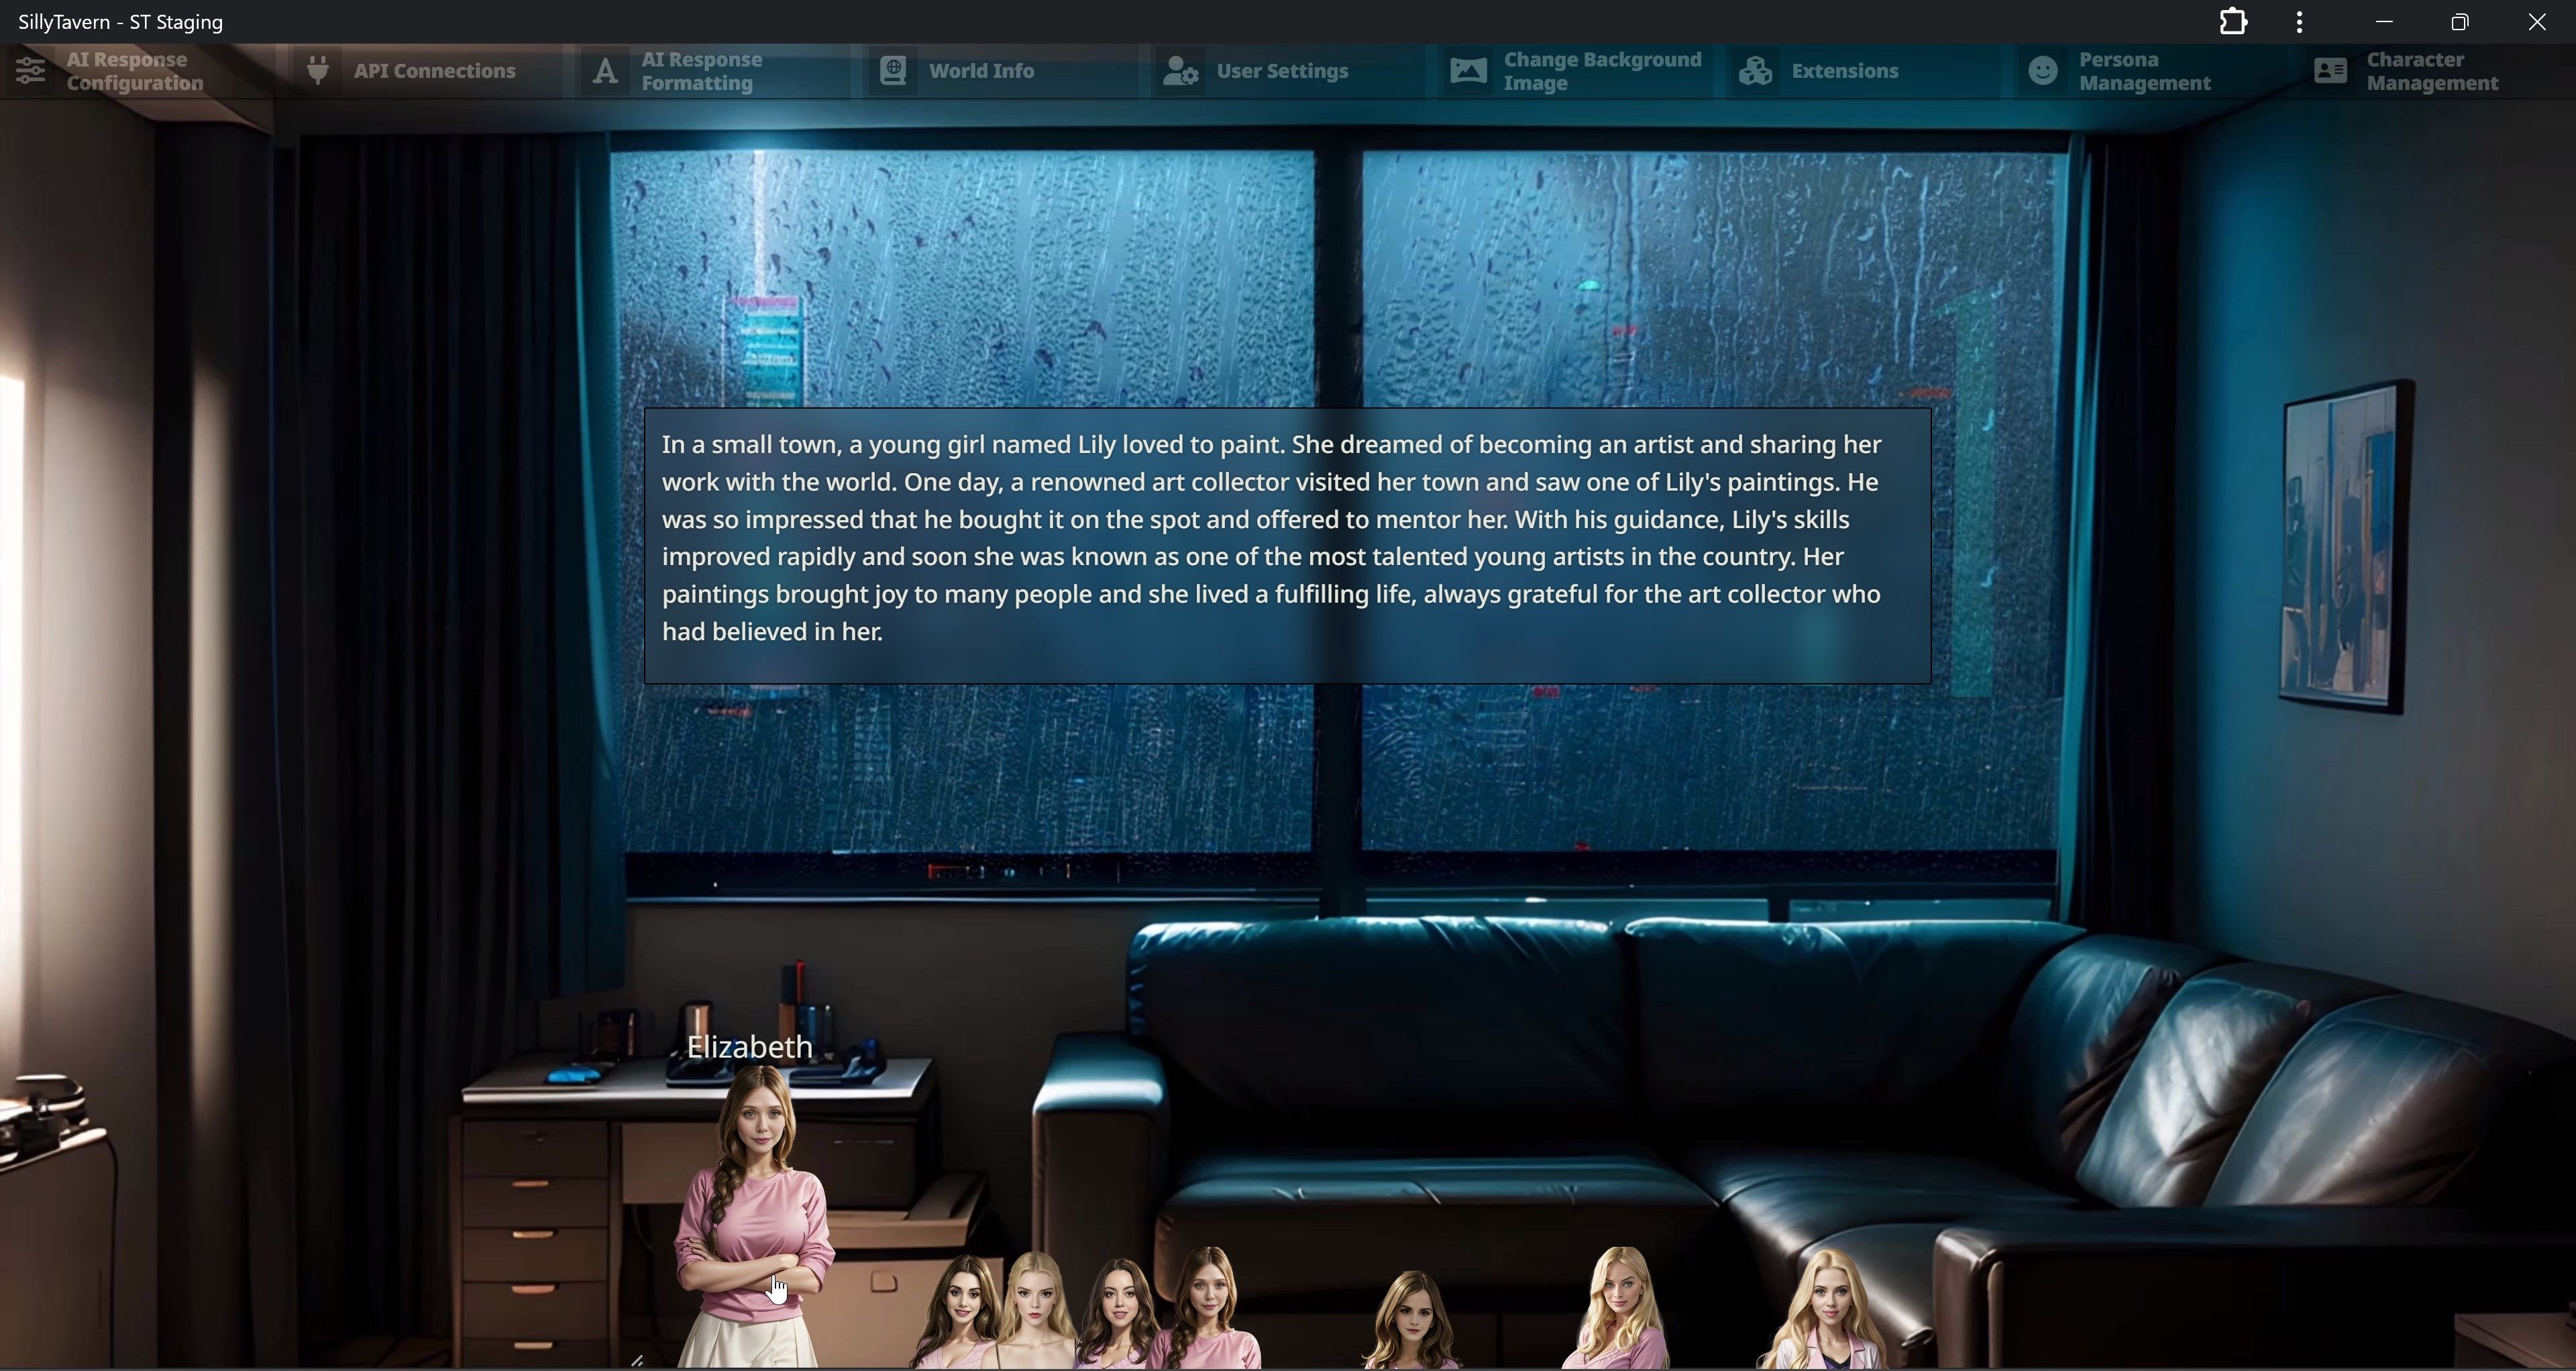 SillyTavern - ST Staging
AI Response
Configuration
API Connections
AI Response
Formatting
World Info
User Settings
Change Background
Image
Extensions
Persona
Management
Character
Management
In a small town, a young girl named Lily loved to paint. She dreamed of becoming an artist and sharing her
work with the world. One day, a renowned art collector visited her town and saw one of Lily's paintings. He
was so impressed that he bought it on the spot and offered to mentor her. With his guidance, Lily's skills
improved rapidly and soon she was known as one of the most talented young artists in the country. Her
paintings brought joy to many people and she lived a fulfilling life, always grateful for the art collector who
had believed in her.
Elizabeth